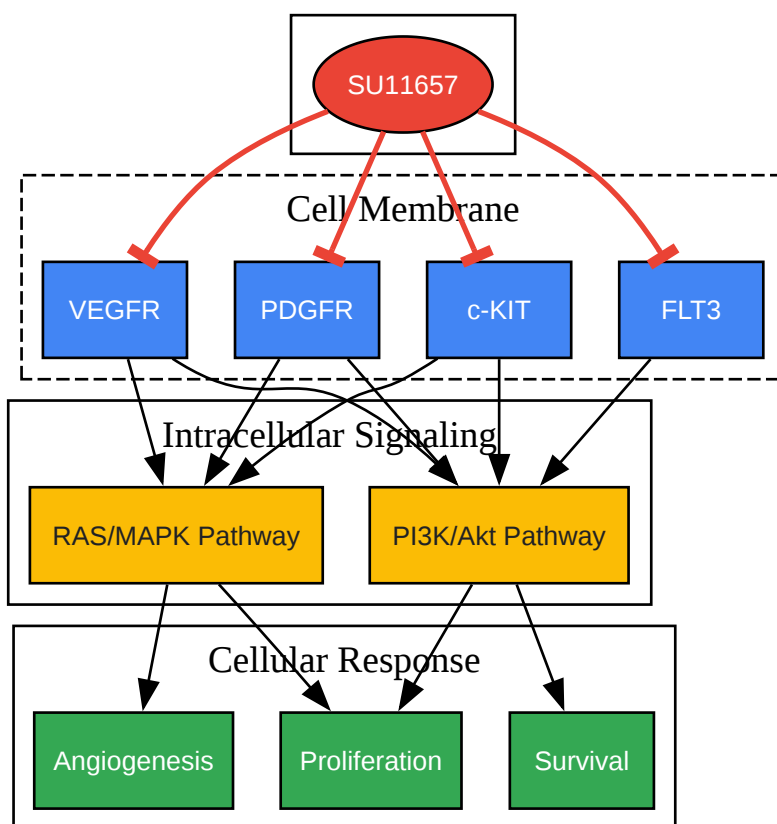 SU11657
Cell Membrane
VEGFR
PDGFR
c-KIT
FLT3
Intracellular Signaling
RAS/MAPK Pathway
PI3K/Akt Pathway
Cellular Response
Angiogenesis
Proliferation
Survival